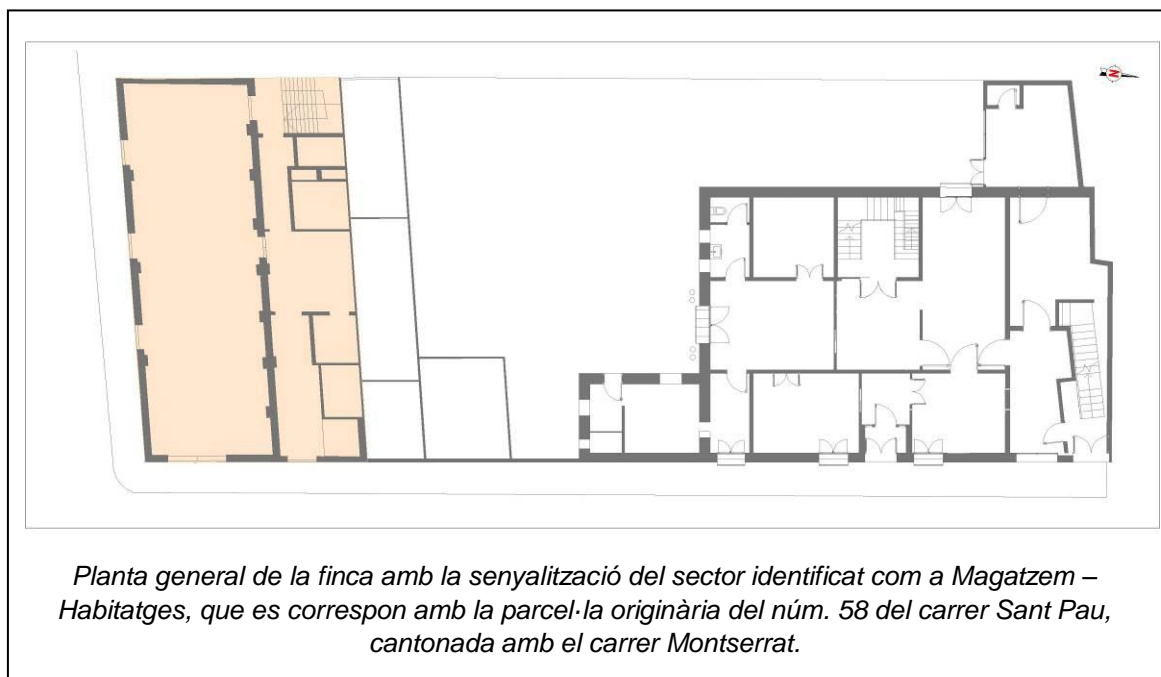 N
Planta general de la finca amb la senyalització del sector identificat com a Magatzem –
Habitatges, que es correspon amb la parcel·la originària del núm. 58 del carrer Sant Pau,
cantonada amb el carrer Montserrat.